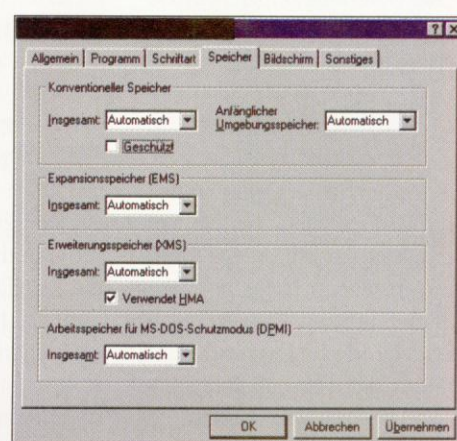 Allgemein Programm Schriftart Speicher Bildschirm Sonstiges
Konventioneller Speicher
Insgesamt: Automatisch
Anfänglicher
Umgebungsspeicher: Automatisch
Geschützt
Expansionsspeicher (EMS)
Insgesamt: Automatisch
Erweiterungsspeicher (XMS)
Insgesamt: Automatisch
Verwendet HMA
Arbeitsspeicher für MS-DOS-Schutzmodus (DPMI)
Insgesamt: Automatisch
OK Abbrechen Übernehmen